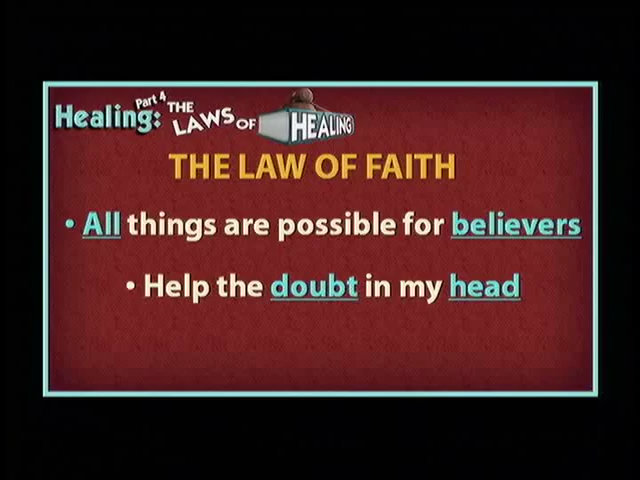 Healing: Part 4 THE LAWS OF HEALING
THE LAW OF FAITH
• All things are possible for believers
• Help the doubt in my head